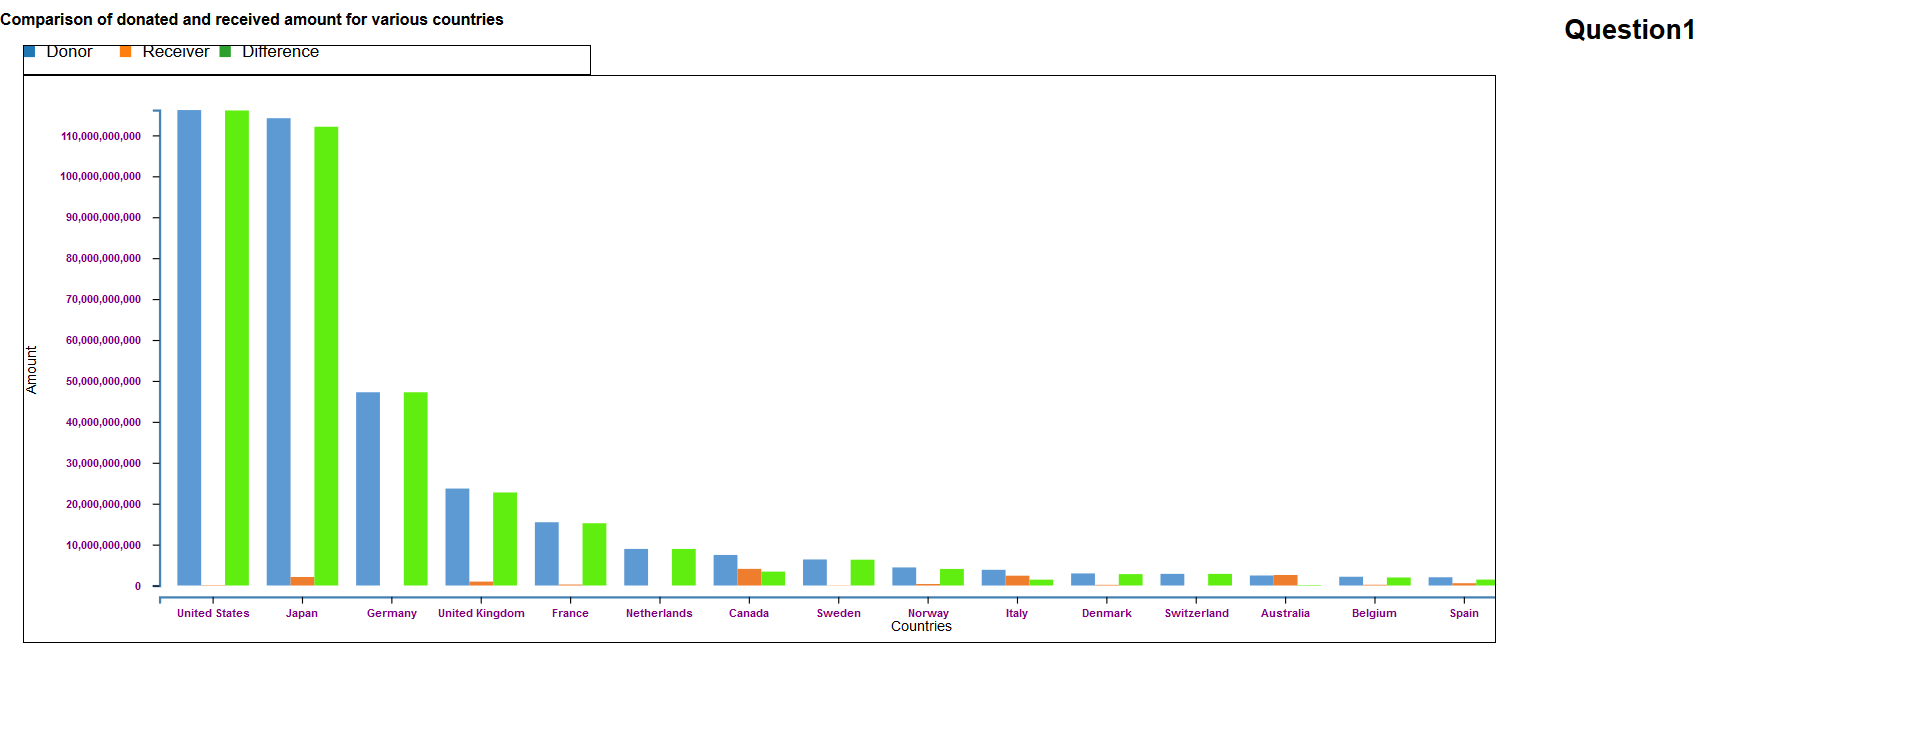 Comparison of donated and received amount for various countries
Question1
Donor Receiver Difference
110,000,000,000
100,000,000,000
90,000,000,000
80,000,000,000
70,000,000,000
60,000,000,000
50,000,000,000
40,000,000,000
30,000,000,000
20,000,000,000
10,000,000,000
0
Amount
United States Japan Germany United Kingdom France Netherlands Canada Sweden Norway Italy Denmark Switzerland Australia Belgium Spain
Countries